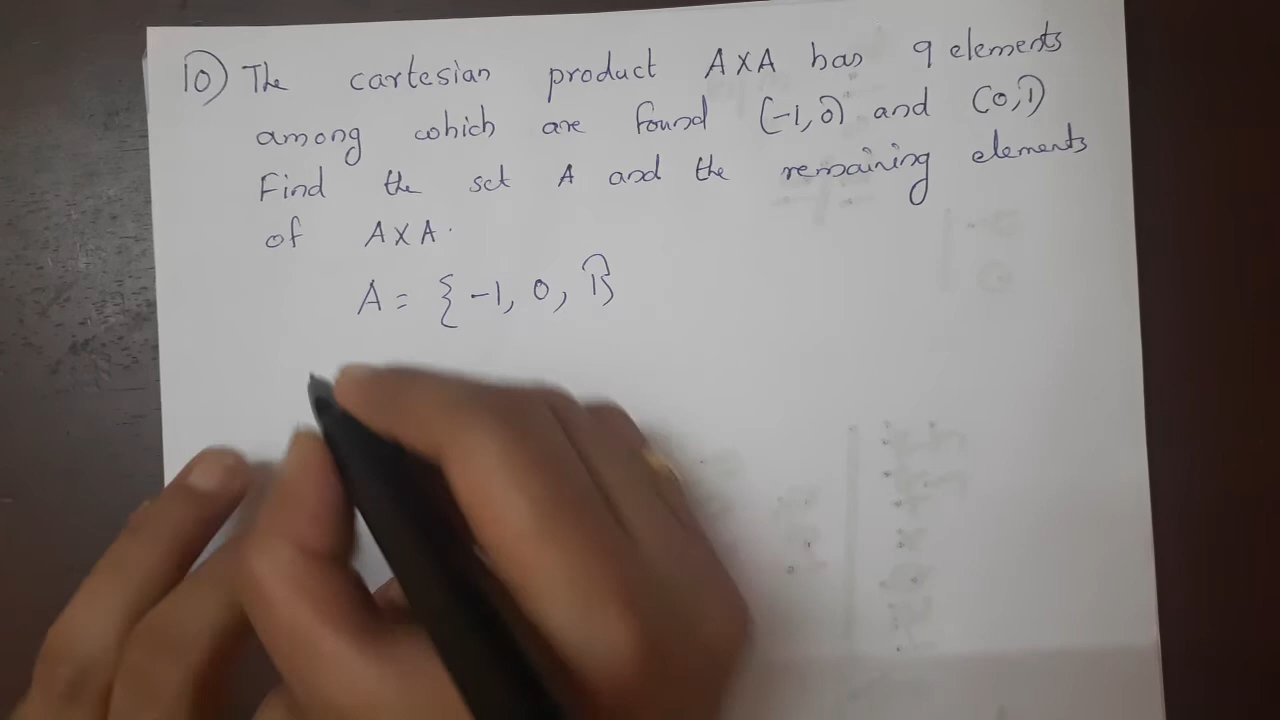 10) The cartesian product A×A has 9 elements
among which are found (-1,0) and (0,1)
Find the set A and the remaining elements
of A×A.
A = {-1, 0, 1}